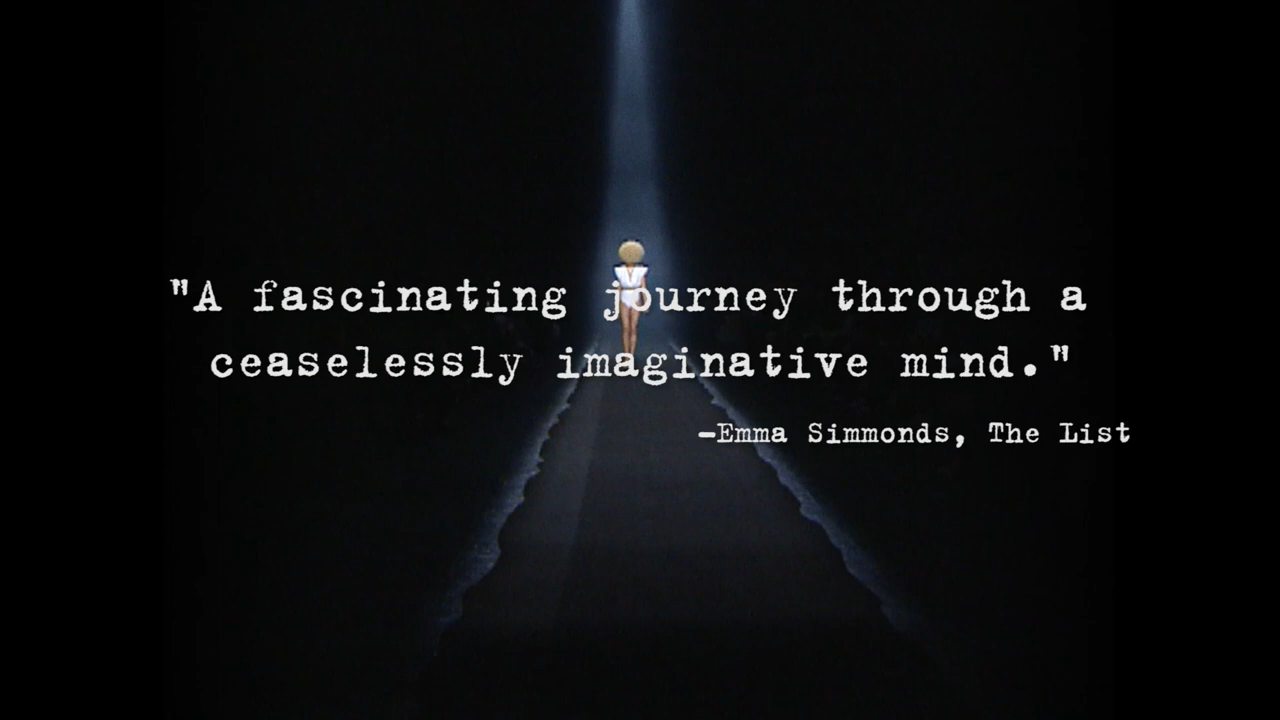 "A fascinating journey through a
ceaselessly imaginative mind."
–Emma Simmonds, The List